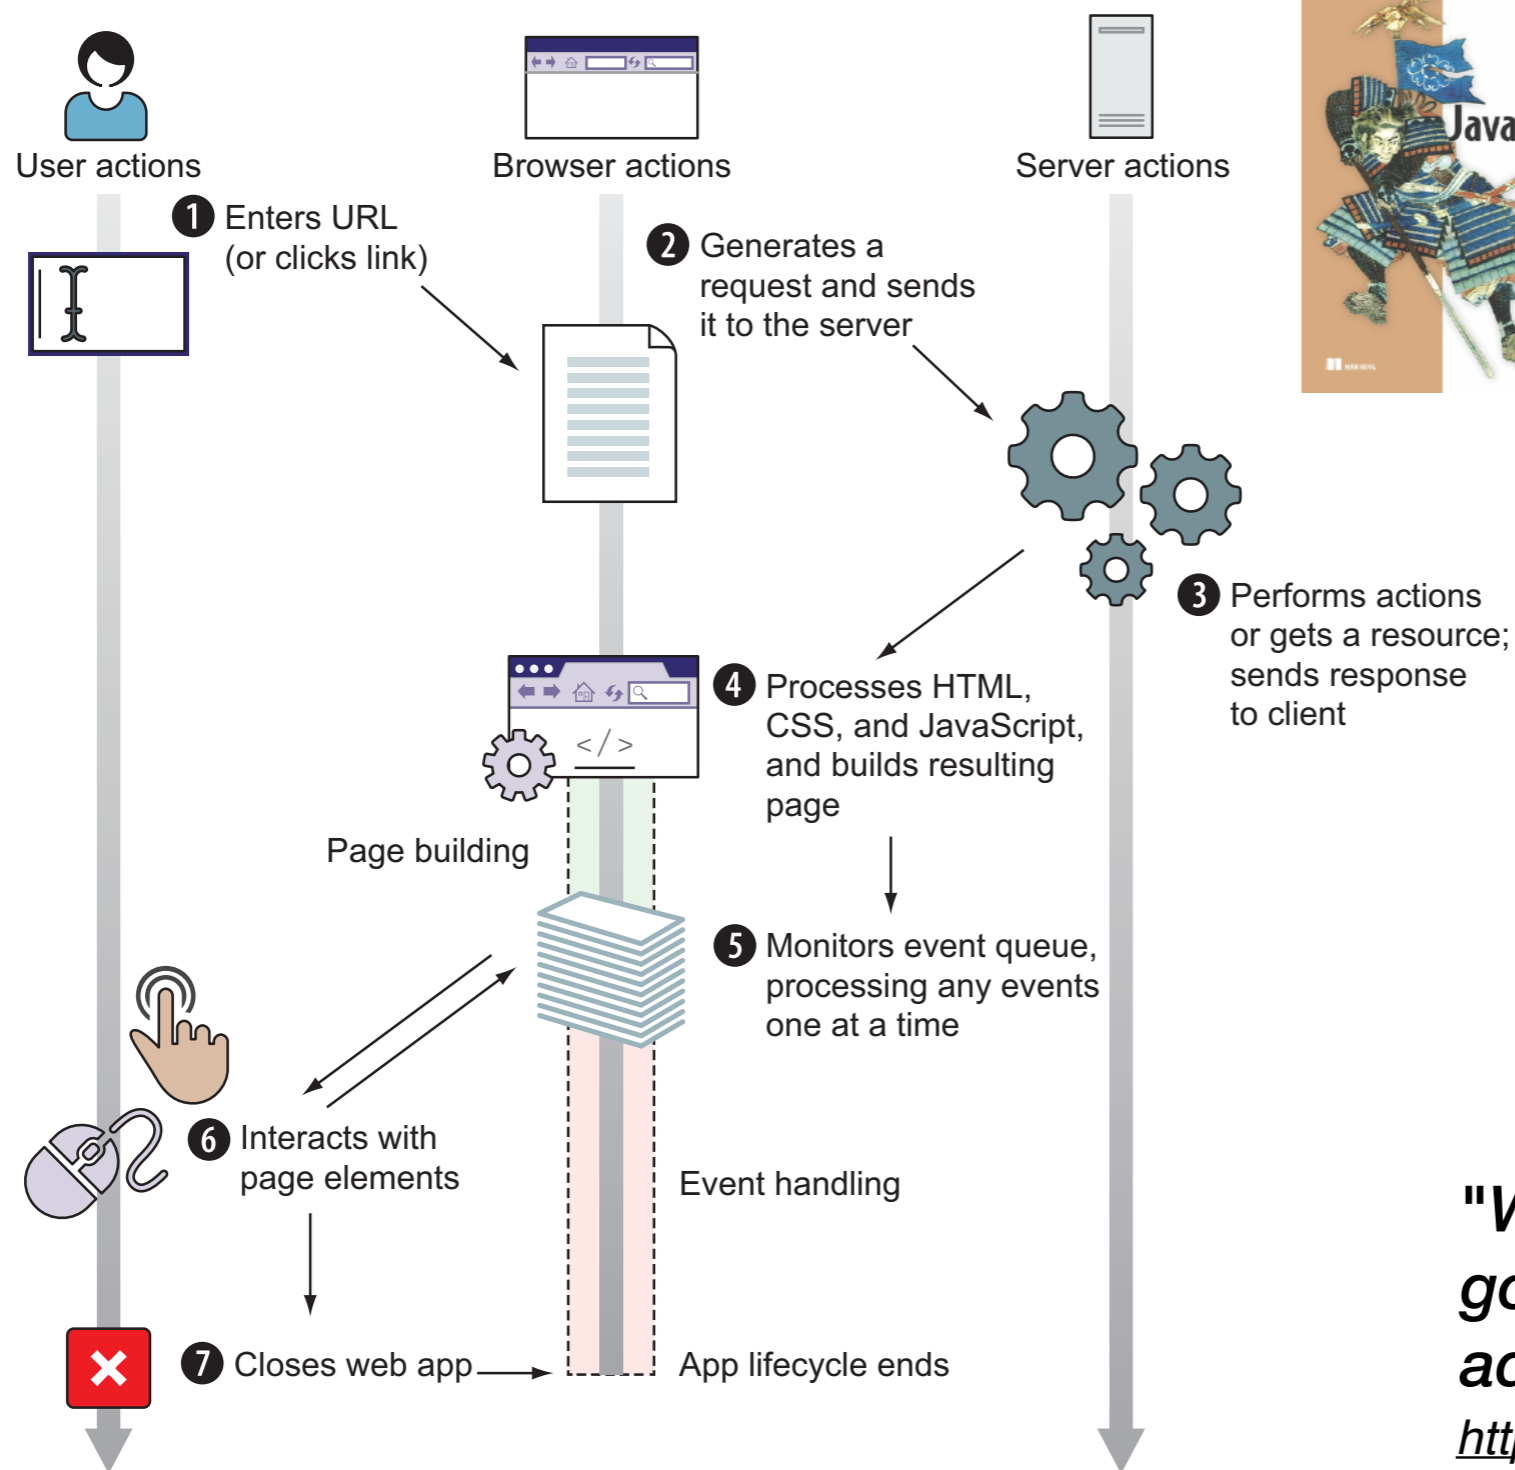 User actions
Browser actions
Server actions
Java
1 Enters URL
(or clicks link)
2 Generates a
request and sends
it to the server
MANNING
3 Performs actions
or gets a resource;
sends response
to client
4 Processes HTML,
CSS, and JavaScript,
and builds resulting
page
</>
Page building
5 Monitors event queue,
processing any events
one at a time
6 Interacts with
page elements
Event handling
7 Closes web app
App lifecycle ends
http